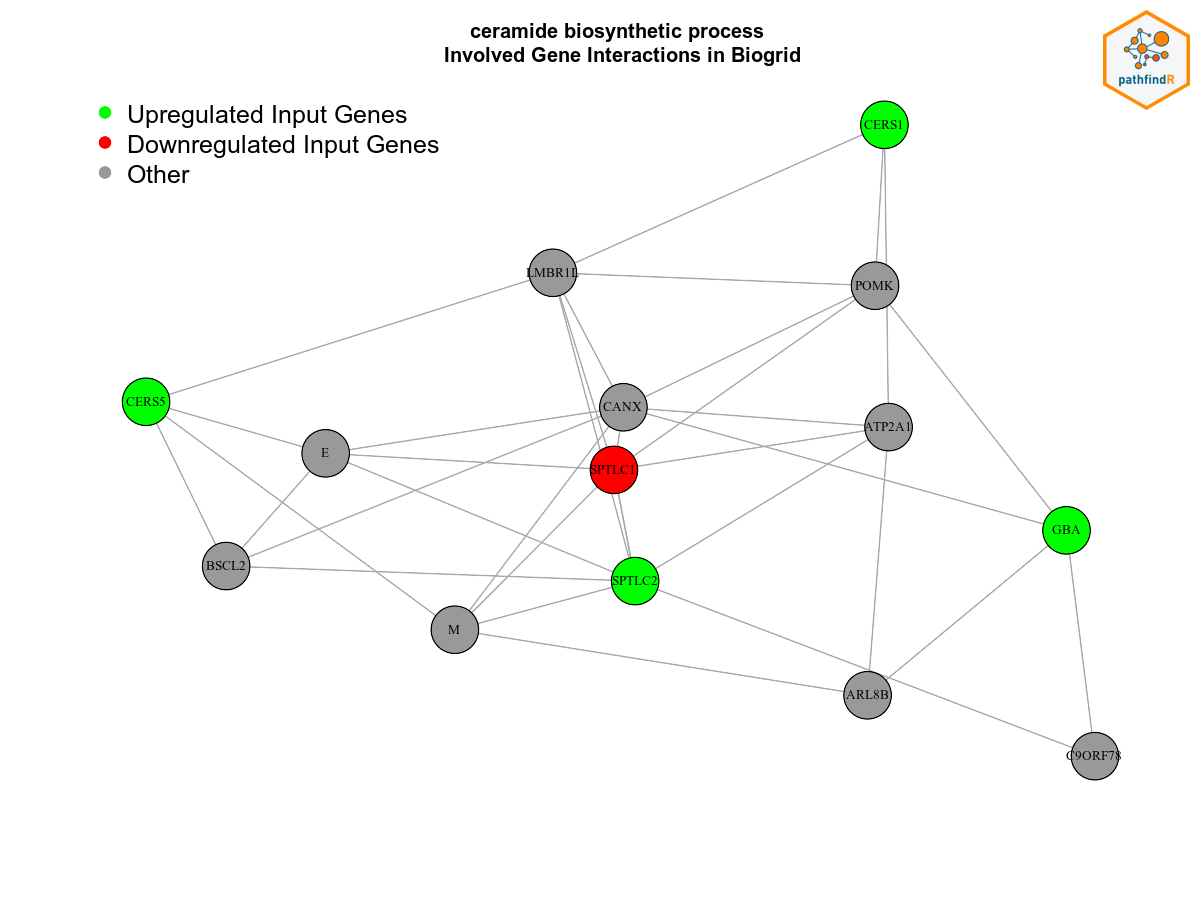 ceramide biosynthetic process
Involved Gene Interactions in Biogrid
pathfindR
Upregulated Input Genes
Downregulated Input Genes
Other
CERS1
LMBR1L
POMK
CERS5
CANX
ATP2A1
E
SPTLC1
GBA
BSCL2
SPTLC2
M
ARL8B
C9ORF78